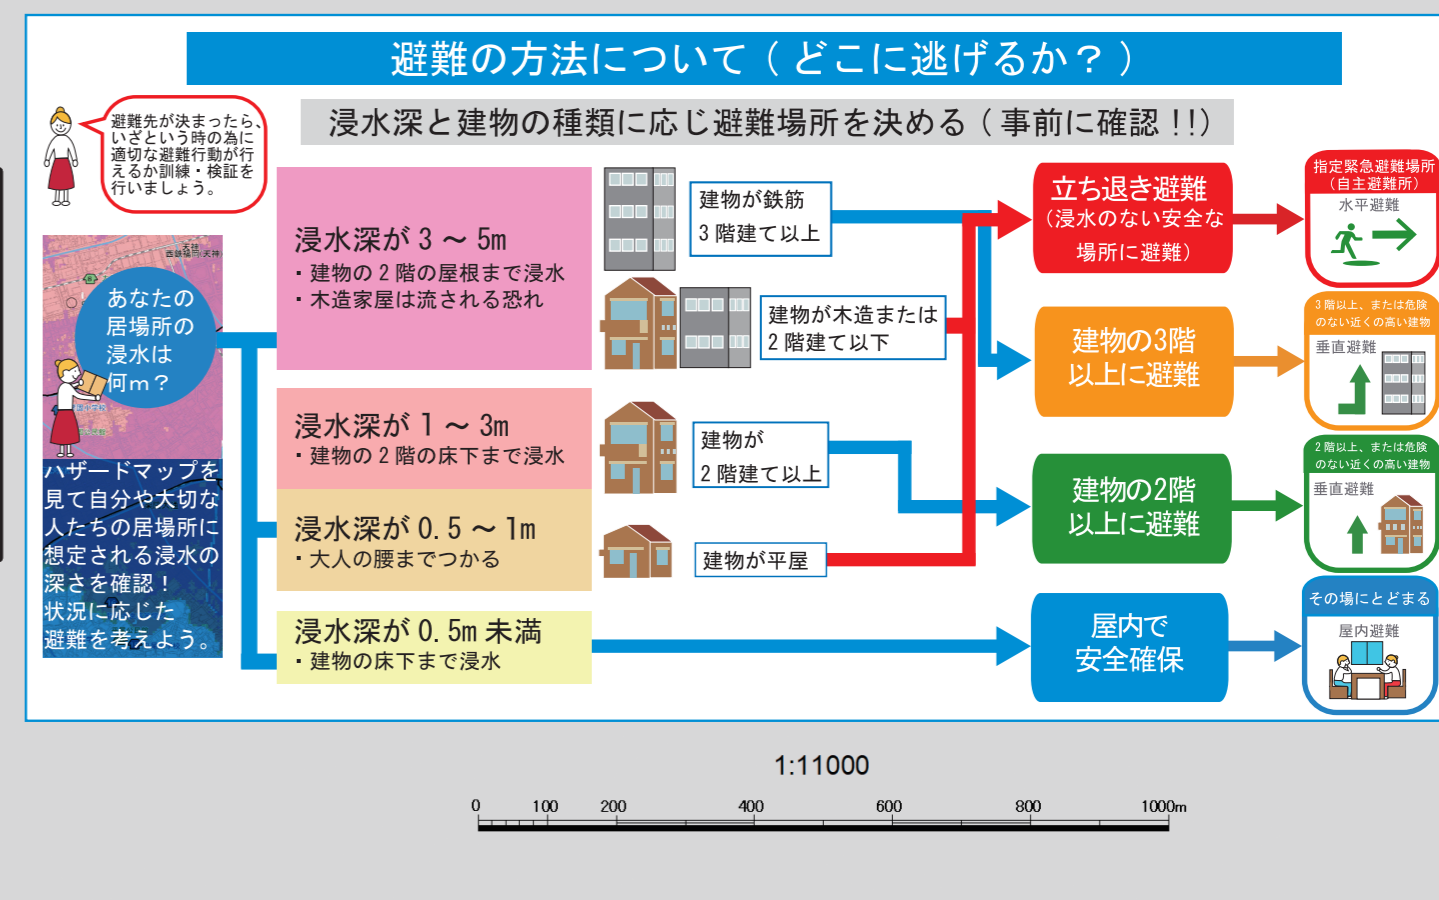 避難の方法について（どこに逃げるか？）
浸水深と建物の種類に応じ避難場所を決める（事前に確認!!）
避難先が決まったら、
いざという時の為に
適切な避難行動が行
えるか訓練・検証を
行いましょう。
あなたの
居場所の
浸水は
何ｍ？
ハザードマップを
見て自分や大切な
人たちの居場所に
想定される浸水の
深さを確認！
状況に応じた
避難を考えよう。
浸水深が 3 ～ 5m
・建物の 2 階の屋根まで浸水
・木造家屋は流される恐れ
浸水深が 1 ～ 3m
・建物の 2 階の床下まで浸水
浸水深が 0.5 ～ 1m
・大人の腰までつかる
浸水深が 0.5m 未満
・建物の床下まで浸水
建物が鉄筋
3 階建て以上
建物が木造または
2 階建て以下
建物が
2 階建て以上
建物が平屋
立ち退き避難
（浸水のない安全な
場所に避難）
建物の3階
以上に避難
建物の2階
以上に避難
屋内で
安全確保
指定緊急避難場所
（自主避難所）
水平避難
3 階以上、または危険
のない近くの高い建物
垂直避難
2 階以上、または危険
のない近くの高い建物
垂直避難
その場にとどまる
屋内避難
1:11000
0 100 200 400 600 800 1000m